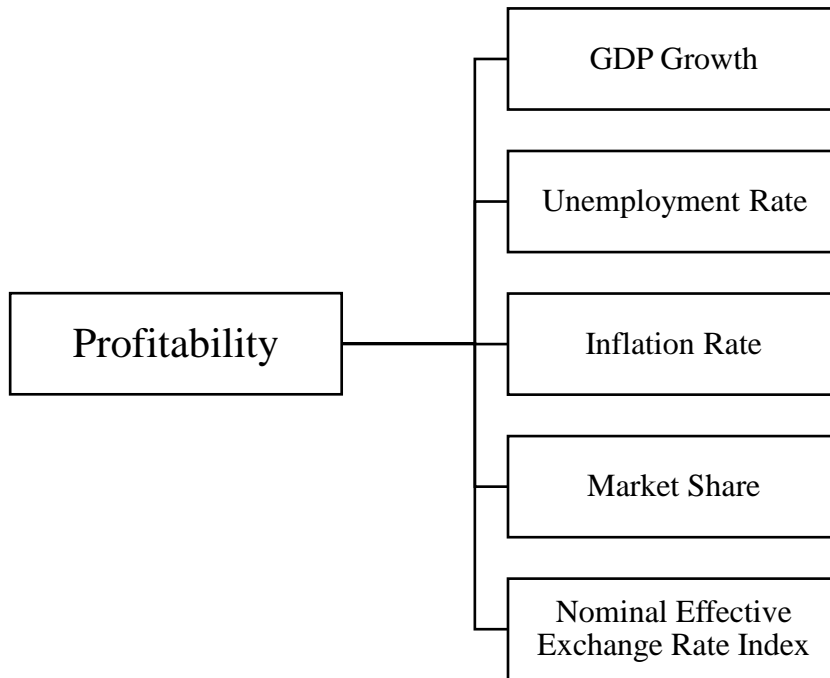 GDP Growth
Unemployment Rate
Profitability
Inflation Rate
Market Share
Nominal Effective
Exchange Rate Index